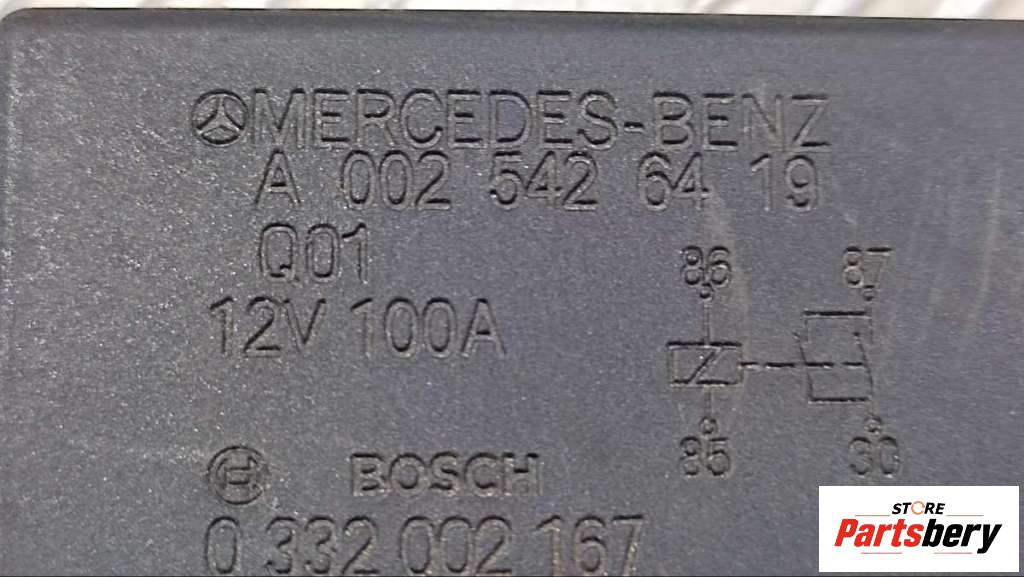 MERCEDES-BENZ
A 002 542 64 19
Q01
12V 100A
86 87
85 30
BOSCH
0 332 002 167
STORE
Partsbery